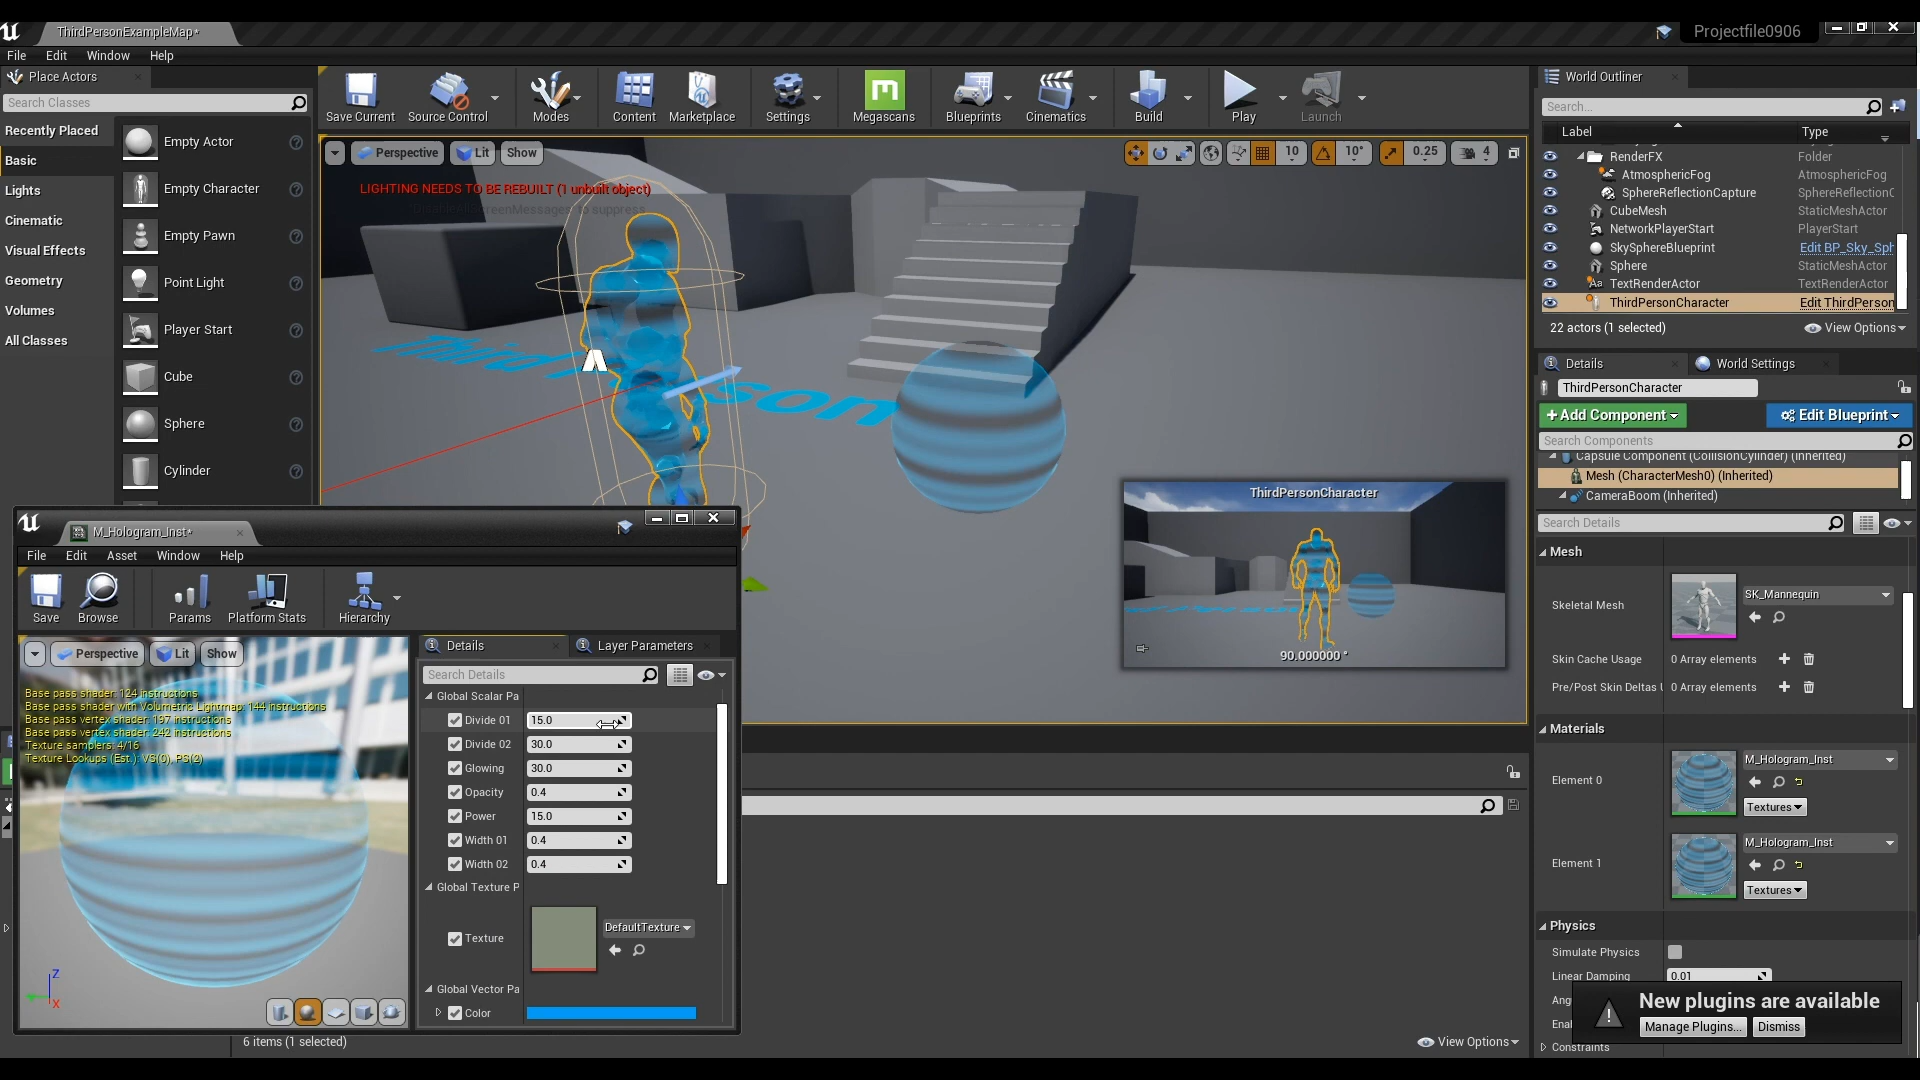 ThirdPersonExampleMap*
Projectfile0906
File Edit Window Help
Place Actors
Search Classes
Recently Placed
Basic
Lights
Cinematic
Visual Effects
Geometry
Volumes
All Classes
Empty Actor
Empty Character
Empty Pawn
Point Light
Player Start
Cube
Sphere
Cylinder
Save Current
Source Control
Modes
Content
Marketplace
Settings
Megascans
Blueprints
Cinematics
Build
Play
Launch
Perspective
Lit
Show
10
10°
0.25
4
LIGHTING NEEDS TO BE REBUILT (1 unbuilt object)
ThirdPersonCharacter
90.000000 °
World Outliner
Search...
Label Type
RenderFX Folder
AtmosphericFog AtmosphericFog
SphereReflectionCapture SphereReflectionC
CubeMesh StaticMeshActor
NetworkPlayerStart PlayerStart
SkySphereBlueprint Edit BP_Sky_Sph
Sphere StaticMeshActor
TextRenderActor TextRenderActor
ThirdPersonCharacter Edit ThirdPerson
22 actors (1 selected)
View Options
Details
World Settings
ThirdPersonCharacter
+Add Component
Edit Blueprint
Search Components
Capsule Component (CollisionCylinder) (Inherited)
Mesh (CharacterMesh0) (Inherited)
CameraBoom (Inherited)
Search Details
Mesh
Skeletal Mesh
SK_Mannequin
Skin Cache Usage 0 Array elements
Pre/Post Skin Deltas U 0 Array elements
Materials
Element 0
M_Hologram_Inst
Textures
Element 1
M_Hologram_Inst
Textures
Physics
Simulate Physics
Linear Damping 0.01
Ang
Enal
Constraints
New plugins are available
Manage Plugins...
Dismiss
M_Hologram_Inst*
File Edit Asset Window Help
Save
Browse
Params
Platform Stats
Hierarchy
Perspective
Lit
Show
Base pass shader: 124 instructions
Base pass shader with Volumetric Lightmap: 144 instructions
Base pass vertex shader: 197 instructions
Base pass vertex shader: 242 instructions
Texture samplers: 4/16
Texture Lookups (Est.): VS(0), PS(2)
Z
X
Details
Layer Parameters
Search Details
Global Scalar Pa
Divide 01 15.0
Divide 02 30.0
Glowing 30.0
Opacity 0.4
Power 15.0
Width 01 0.4
Width 02 0.4
Global Texture P
Texture
DefaultTexture
Global Vector Pa
Color
6 items (1 selected)
View Options